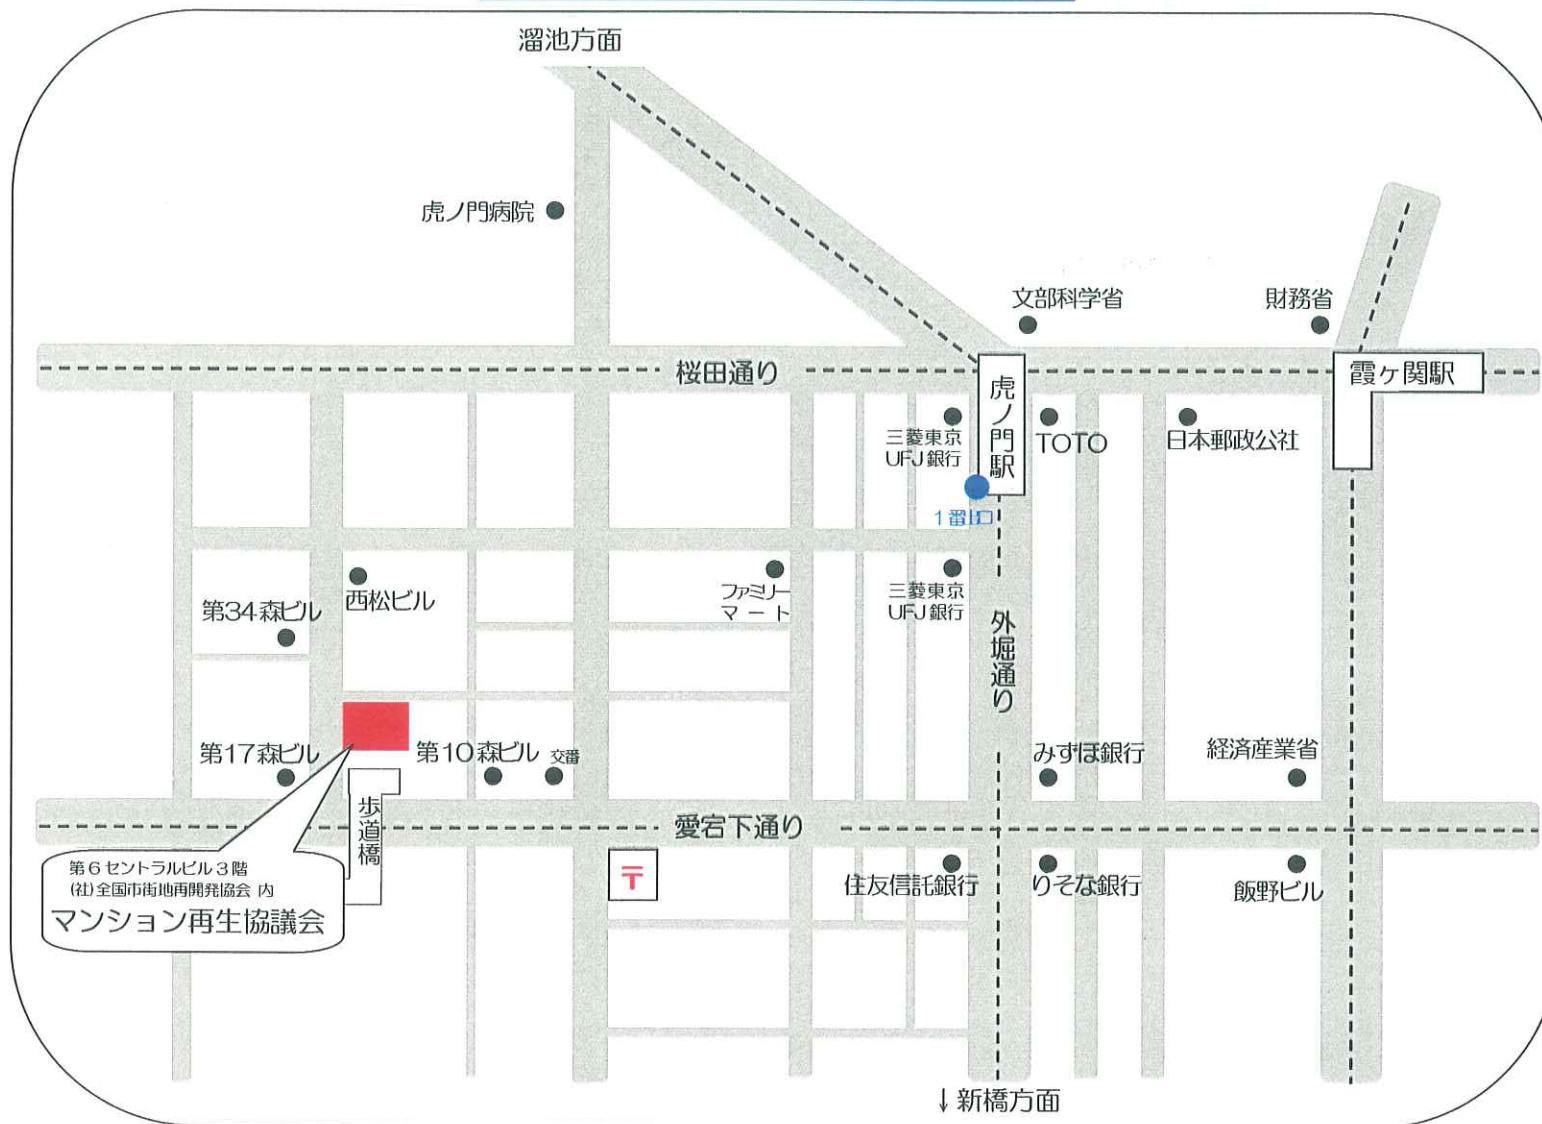 溜池方面
虎ノ門病院
文部科学省
財務省
桜田通り
虎ノ門駅
霞ヶ関駅
三菱東京
UFJ銀行
TOTO
日本郵政公社
1番出口
第34森ビル
西松ビル
ファミリー
マート
三菱東京
UFJ銀行
外堀通り
第17森ビル
第10森ビル
交番
みずほ銀行
経済産業省
歩道橋
愛宕下通り
第6セントラルビル3階
(社)全国市街地再開発協会 内
マンション再生協議会
〒
住友信託銀行
りそな銀行
飯野ビル
↓新橋方面